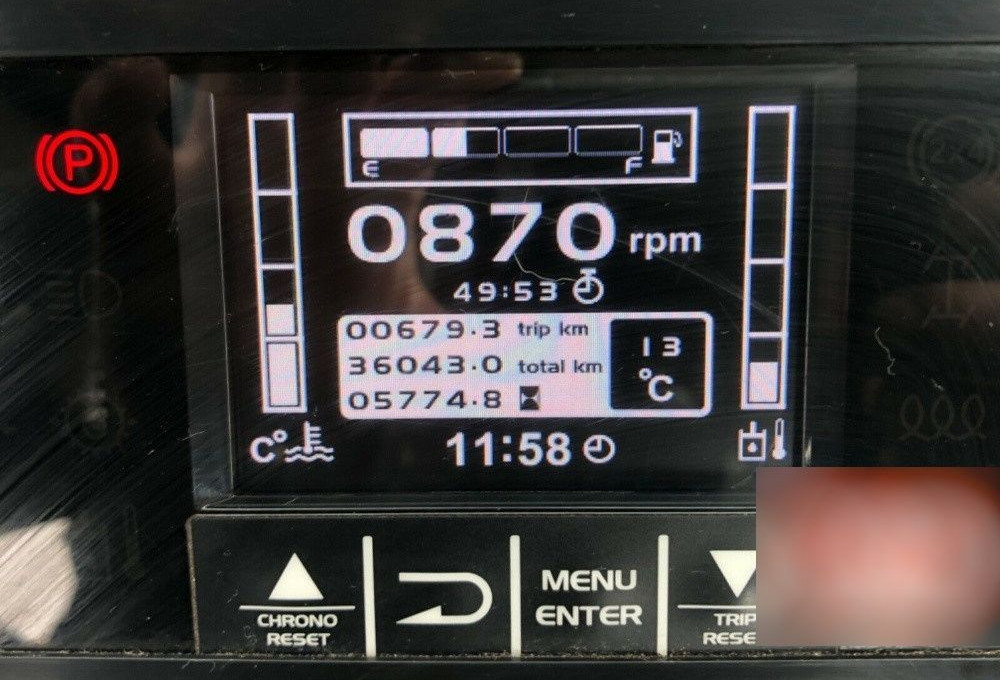 P
E F
0870 rpm
49:53
00679.3 trip km
36043.0 total km
05774.8
13
°C
C° 11:58
CHRONO
RESET
MENU
ENTER
TRIP